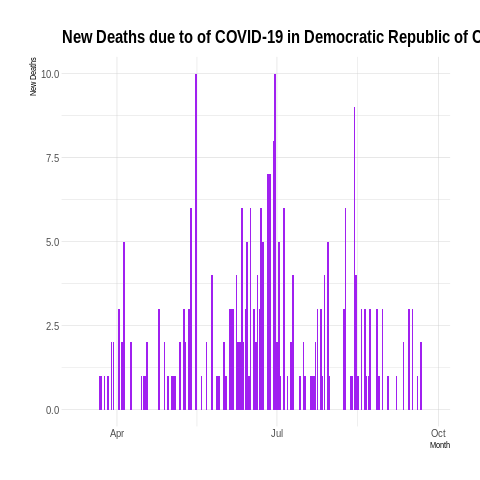 New Deaths due to of COVID-19 in Democratic Republic of
New Deaths
10.0
7.5
5.0
2.5
0.0
Apr
Jul
Oct
Month